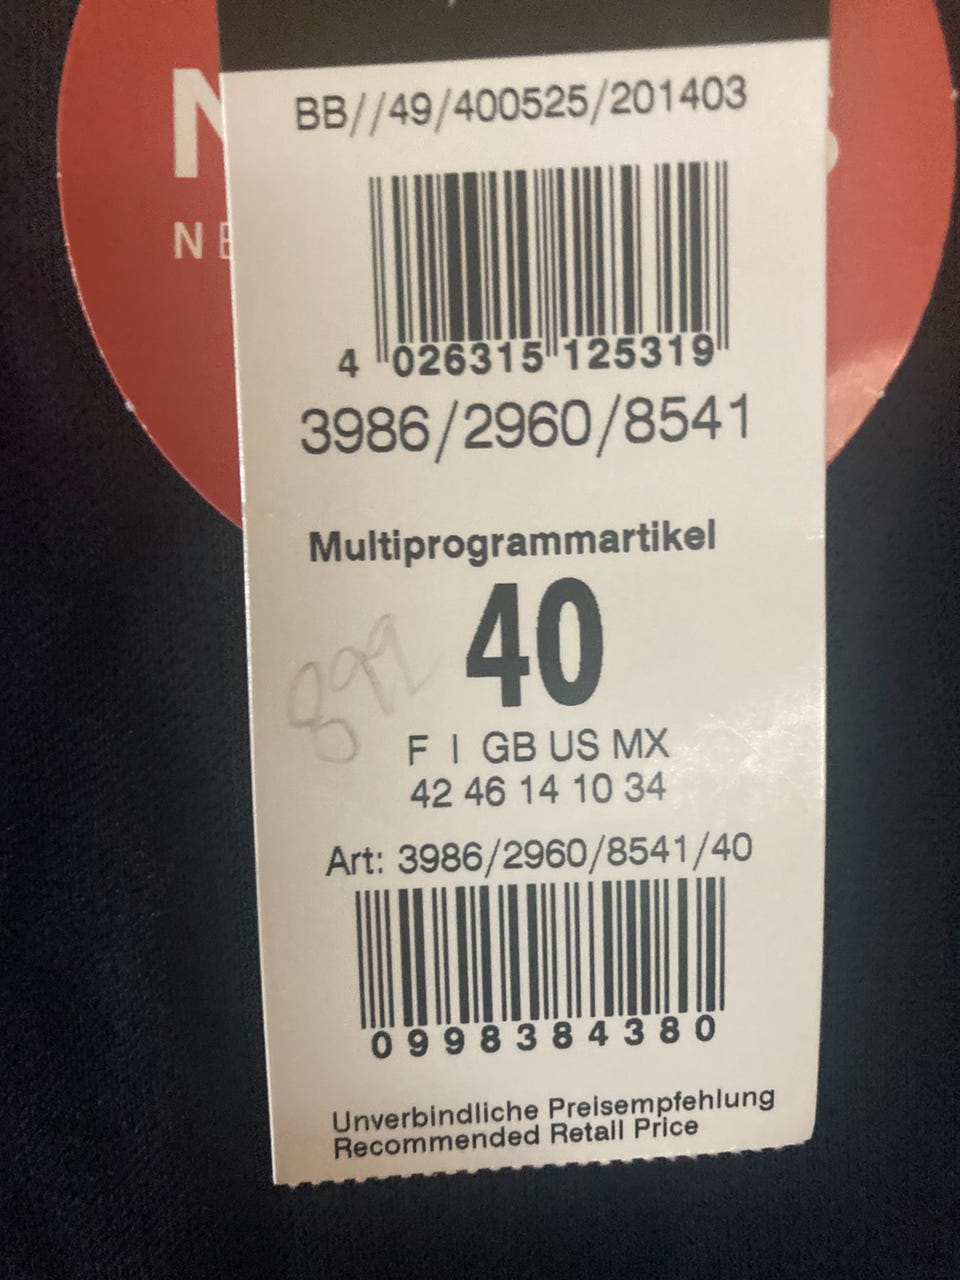 BB//49/400525/201403
4 026315 125319
3986/2960/8541
Multiprogrammartikel
40
899
F I GB US MX
42 46 14 10 34
Art: 3986/2960/8541/40
0998384380
Unverbindliche Preisempfehlung
Recommended Retail Price